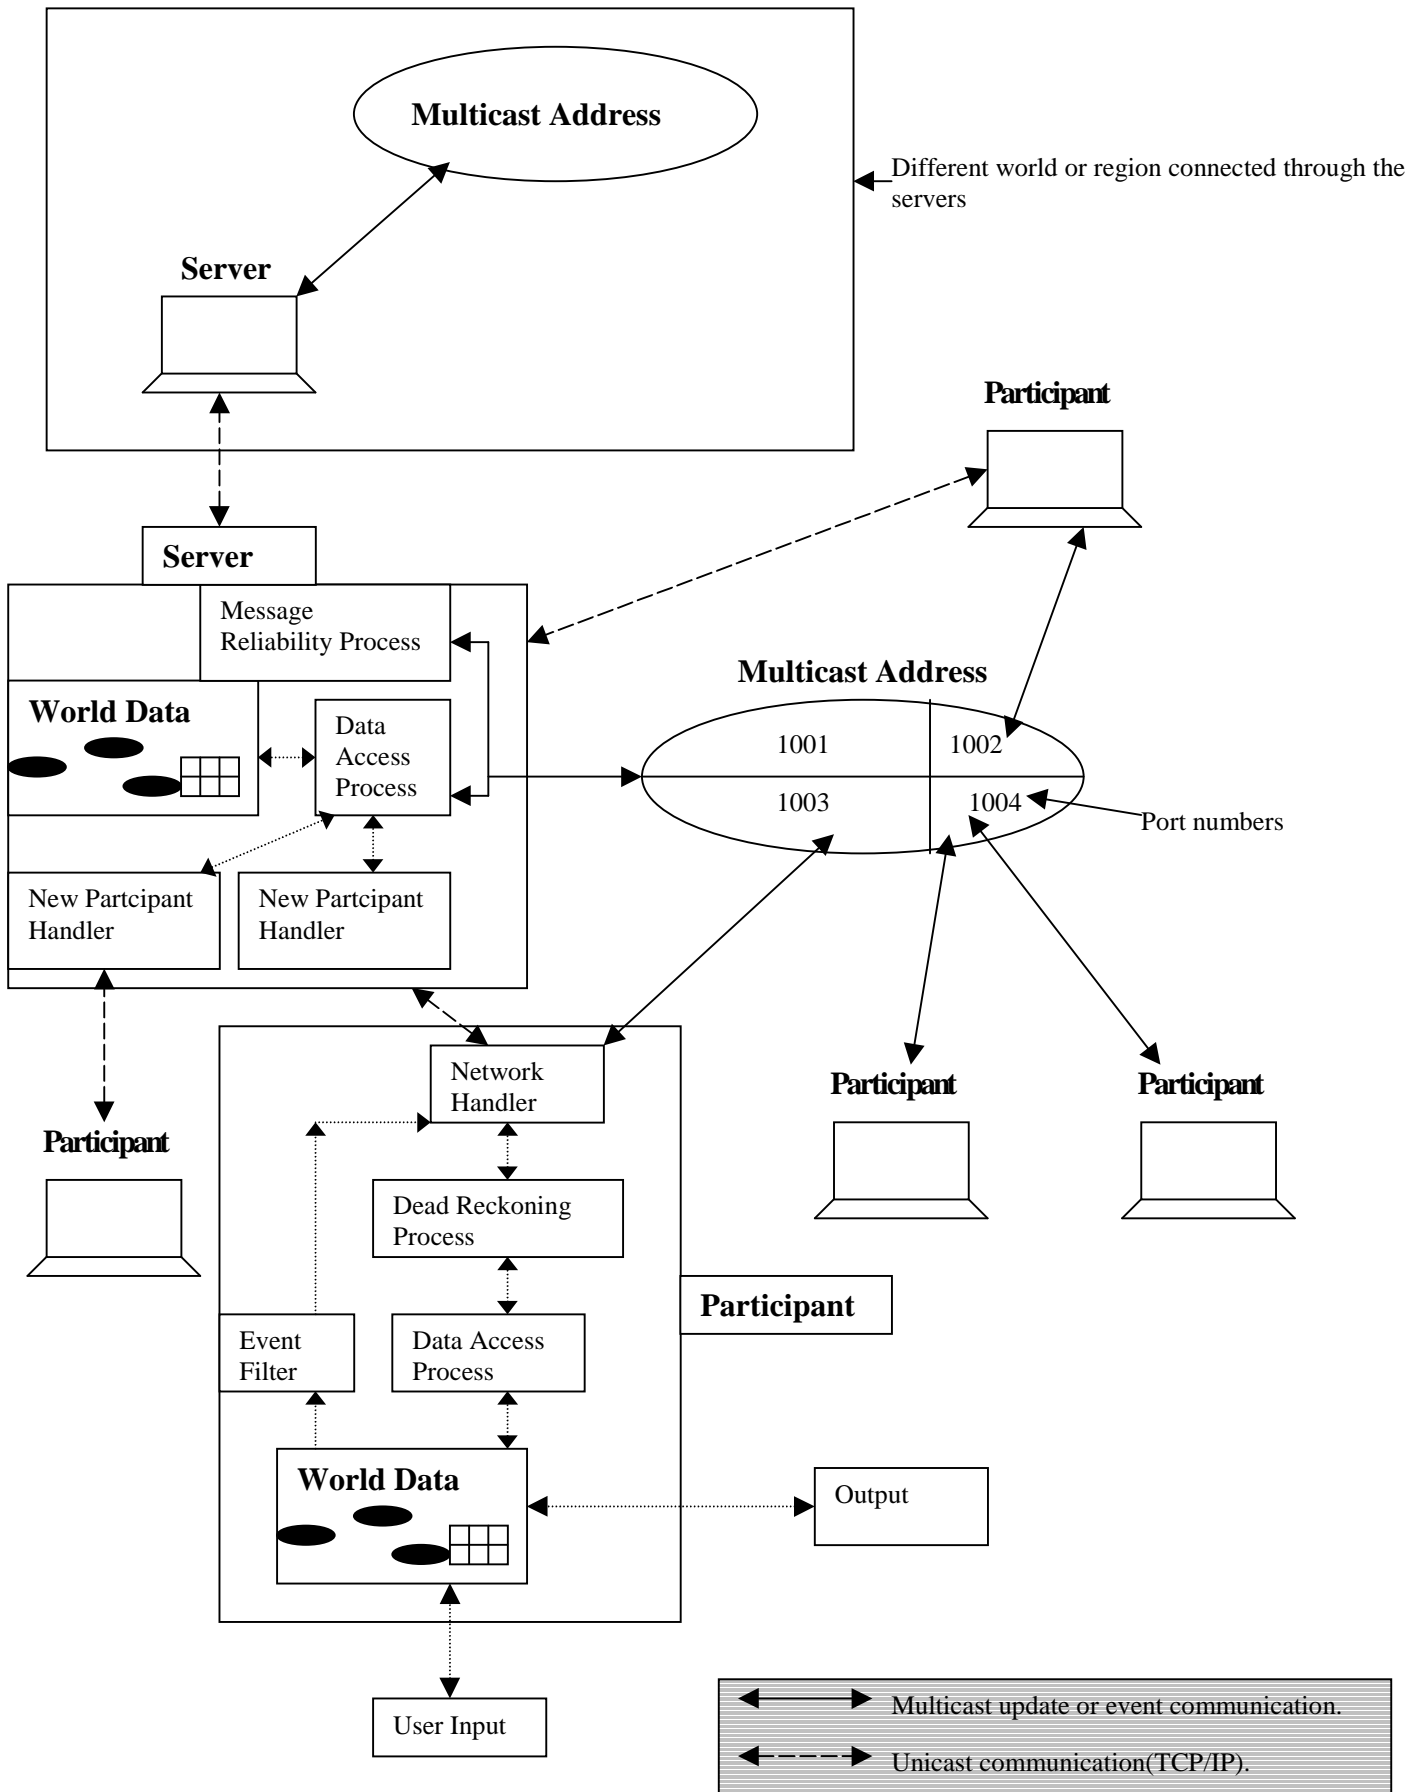 Multicast Address
Different world or region connected through the
servers
Server
Participant
Server
Message
Reliability Process
Multicast Address
World Data
Data
Access
Process
1001
1002
1003
1004
Port numbers
New Partcipant
Handler
New Partcipant
Handler
Network
Handler
Participant
Participant
Participant
Dead Reckoning
Process
Participant
Event
Filter
Data Access
Process
World Data
Output
User Input
Multicast update or event communication.
Unicast communication(TCP/IP).